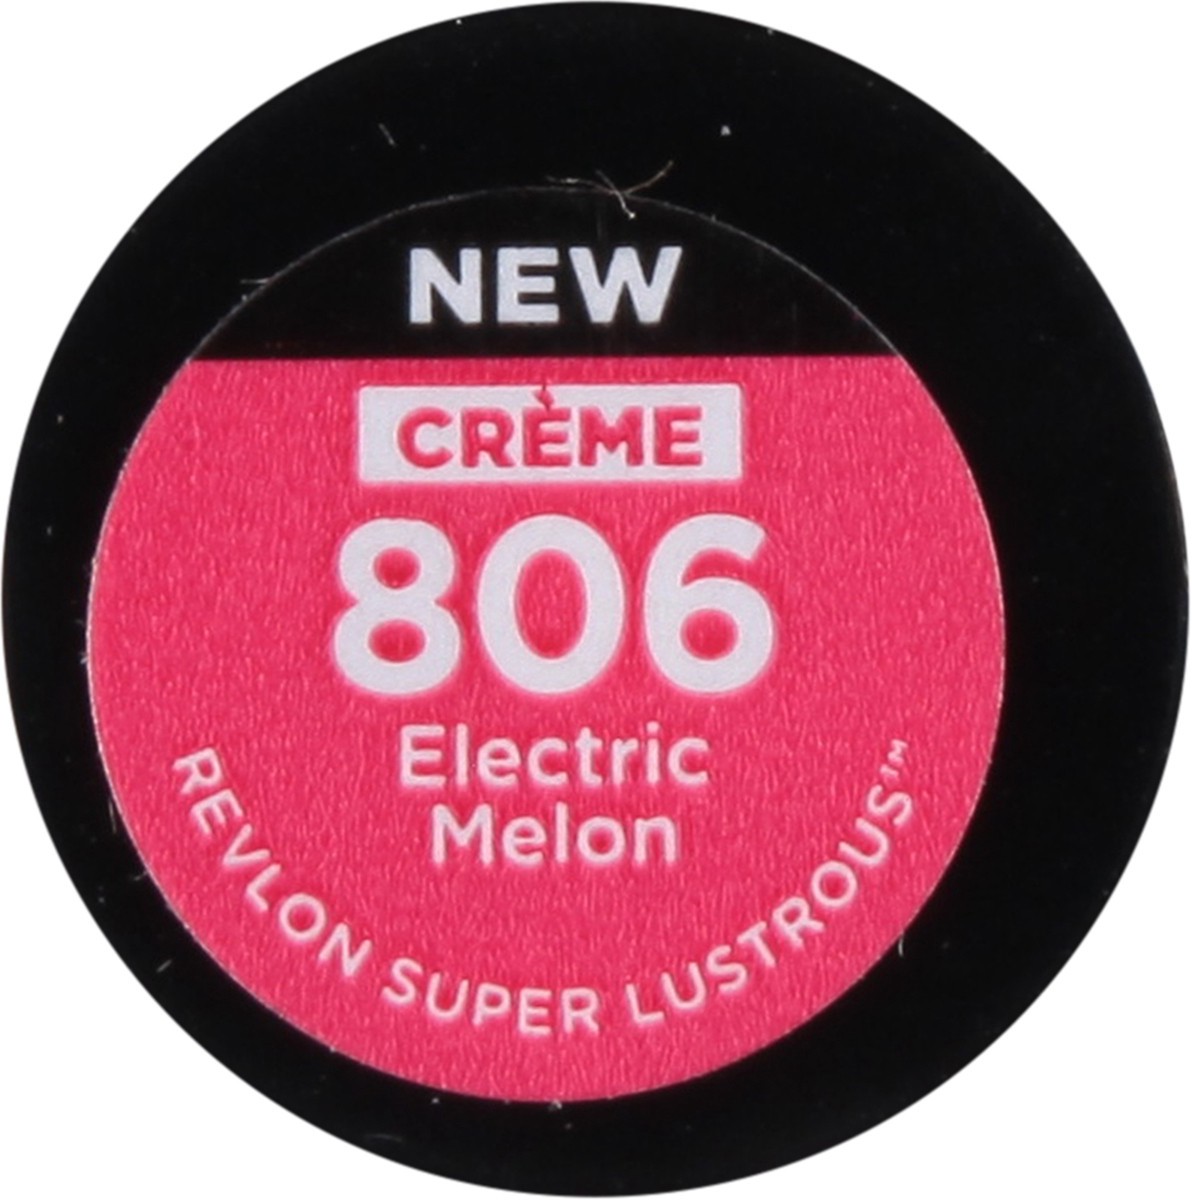 NEW
CRÈME
806
Electric
Melon
REVLON SUPER LUSTROUS™